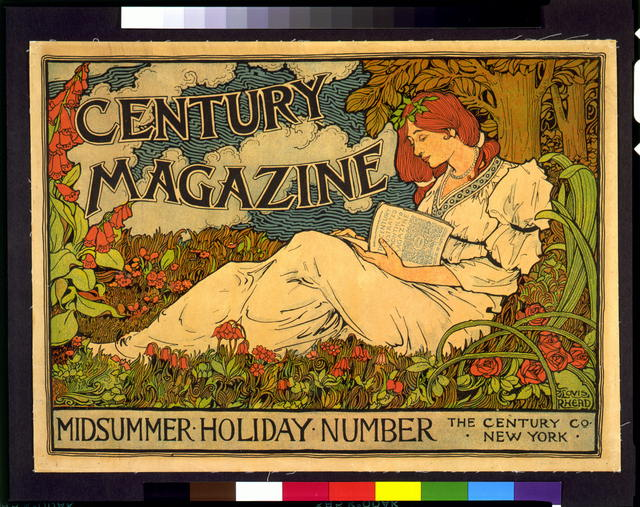 CENTURY
MAGAZINE
LOUIS
RHEAD
MIDSUMMER·HOLIDAY·NUMBER
THE CENTURY CO·
· NEW YORK ·